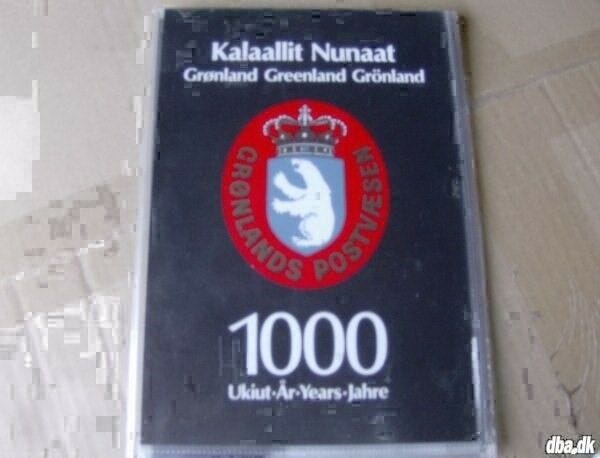 Kalaallit Nunaat
Grønland Greenland Grönland
GRØNLANDS POSTVÆSEN
1000
Ukiut·År·Years·Jahre
dba.dk